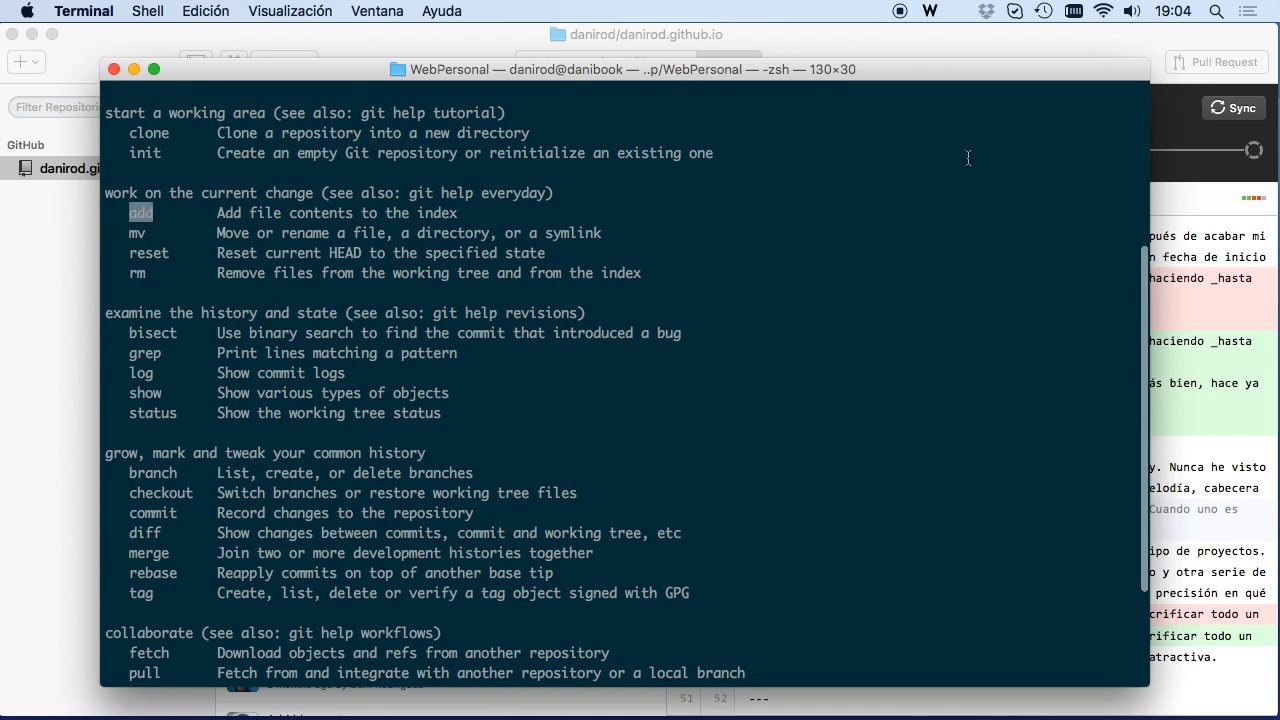 Terminal Shell Edición Visualización Ventana Ayuda 19:04
danirod/danirod.github.io
Pull Request
WebPersonal — danirod@danibook — ..p/WebPersonal — -zsh — 130×30
Filter Repositori
Sync
GitHub
danirod.gi
start a working area (see also: git help tutorial)
clone Clone a repository into a new directory
init Create an empty Git repository or reinitialize an existing one
work on the current change (see also: git help everyday)
add Add file contents to the index
mv Move or rename a file, a directory, or a symlink
reset Reset current HEAD to the specified state
rm Remove files from the working tree and from the index
examine the history and state (see also: git help revisions)
bisect Use binary search to find the commit that introduced a bug
grep Print lines matching a pattern
log Show commit logs
show Show various types of objects
status Show the working tree status
grow, mark and tweak your common history
branch List, create, or delete branches
checkout Switch branches or restore working tree files
commit Record changes to the repository
diff Show changes between commits, commit and working tree, etc
merge Join two or more development histories together
rebase Reapply commits on top of another base tip
tag Create, list, delete or verify a tag object signed with GPG
collaborate (see also: git help workflows)
fetch Download objects and refs from another repository
pull Fetch from and integrate with another repository or a local branch
pués de acabar mi
n fecha de inicio
haciendo _hasta
haciendo _hasta
ás bien, hace ya
y. Nunca he visto
elodía, cabecera
Cuando uno es
ipo de proyectos.
o y otra serie de
precisión en qué
crificar todo un
rificar todo un
atractiva.
51 52 ---